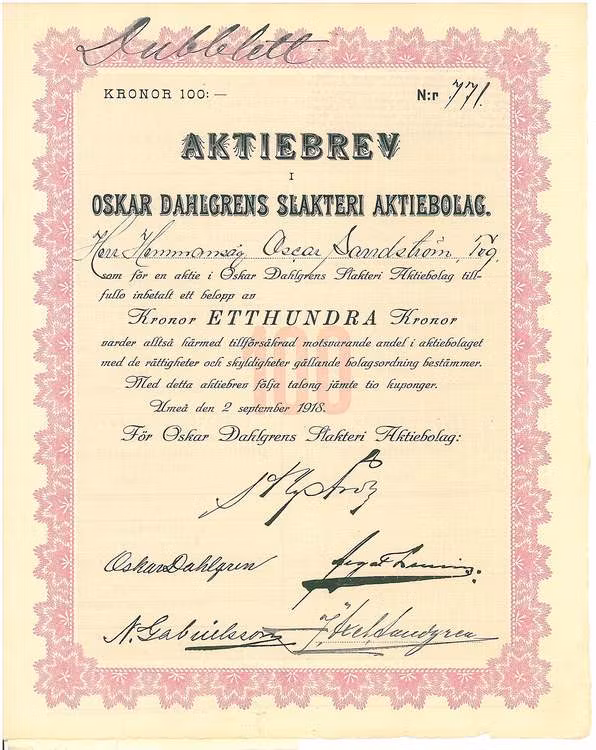 Dubblett
KRONOR 100:— N:r 771.
AKTIEBREV
I
OSKAR DAHLGRENS SLAKTERI AKTIEBOLAG.
Herr Hemmansäg. Oscar Sandström, Teg.
som för en aktie i Oskar Dahlgrens Slakteri Aktiebolag till-
fullo inbetalt ett belopp av
Kronor ETTHUNDRA Kronor
varder alltså härmed tillförsäkrad motsvarande andel i aktiebolaget
med de rättigheter och skyldigheter gällande bolagsordning bestämmer.
100
Med detta aktiebrev följa talong jämte tio kuponger.
Umeå den 2 september 1918.
För Oskar Dahlgrens Slakteri Aktiebolag:
Oskar Dahlgren
N. Gabrielsson